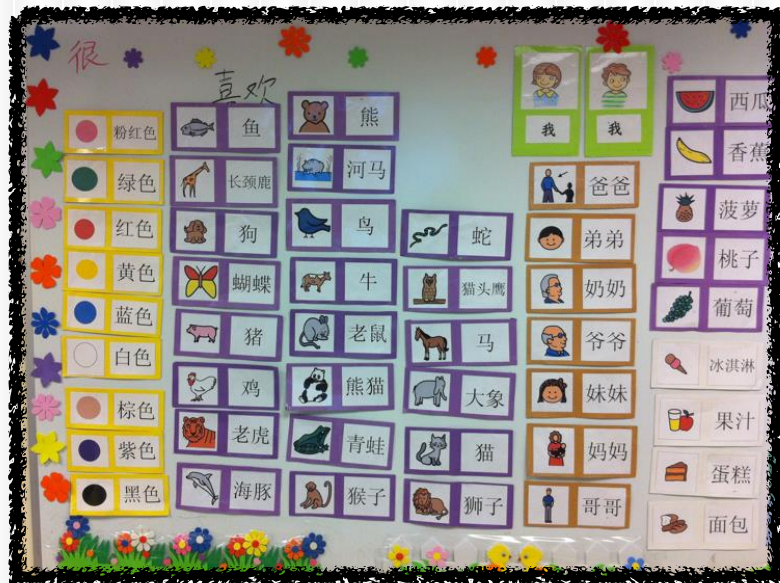 很
喜欢
粉红色
绿色
红色
黄色
蓝色
白色
棕色
紫色
黑色
鱼
长颈鹿
狗
蝴蝶
猪
鸡
老虎
海豚
熊
河马
鸟
牛
老鼠
熊猫
青蛙
猴子
蛇
猫头鹰
马
大象
猫
狮子
我
我
爸爸
弟弟
奶奶
爷爷
妹妹
妈妈
哥哥
西瓜
香蕉
菠萝
桃子
葡萄
冰淇淋
果汁
蛋糕
面包